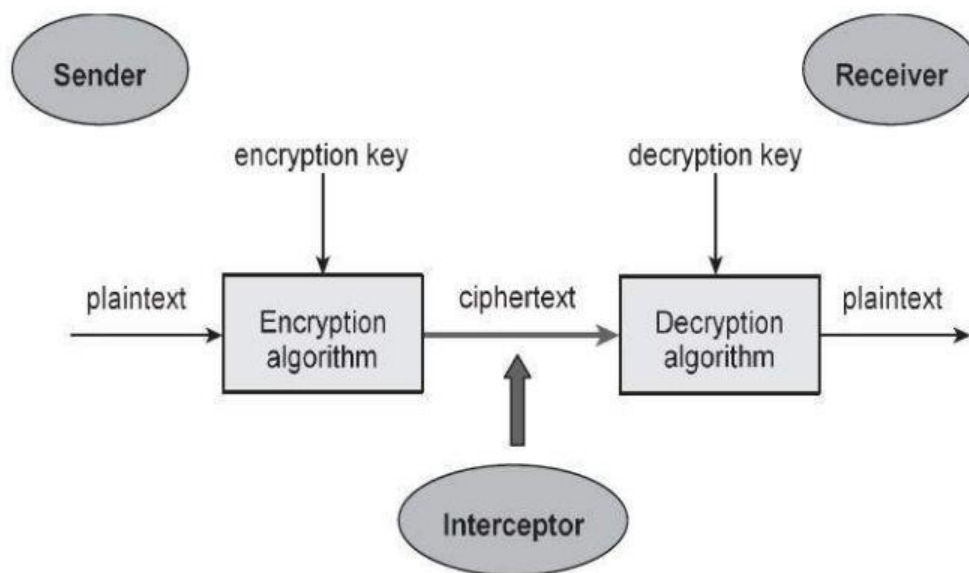 Sender
Receiver
encryption key
decryption key
plaintext
Encryption
algorithm
ciphertext
Decryption
algorithm
plaintext
Interceptor